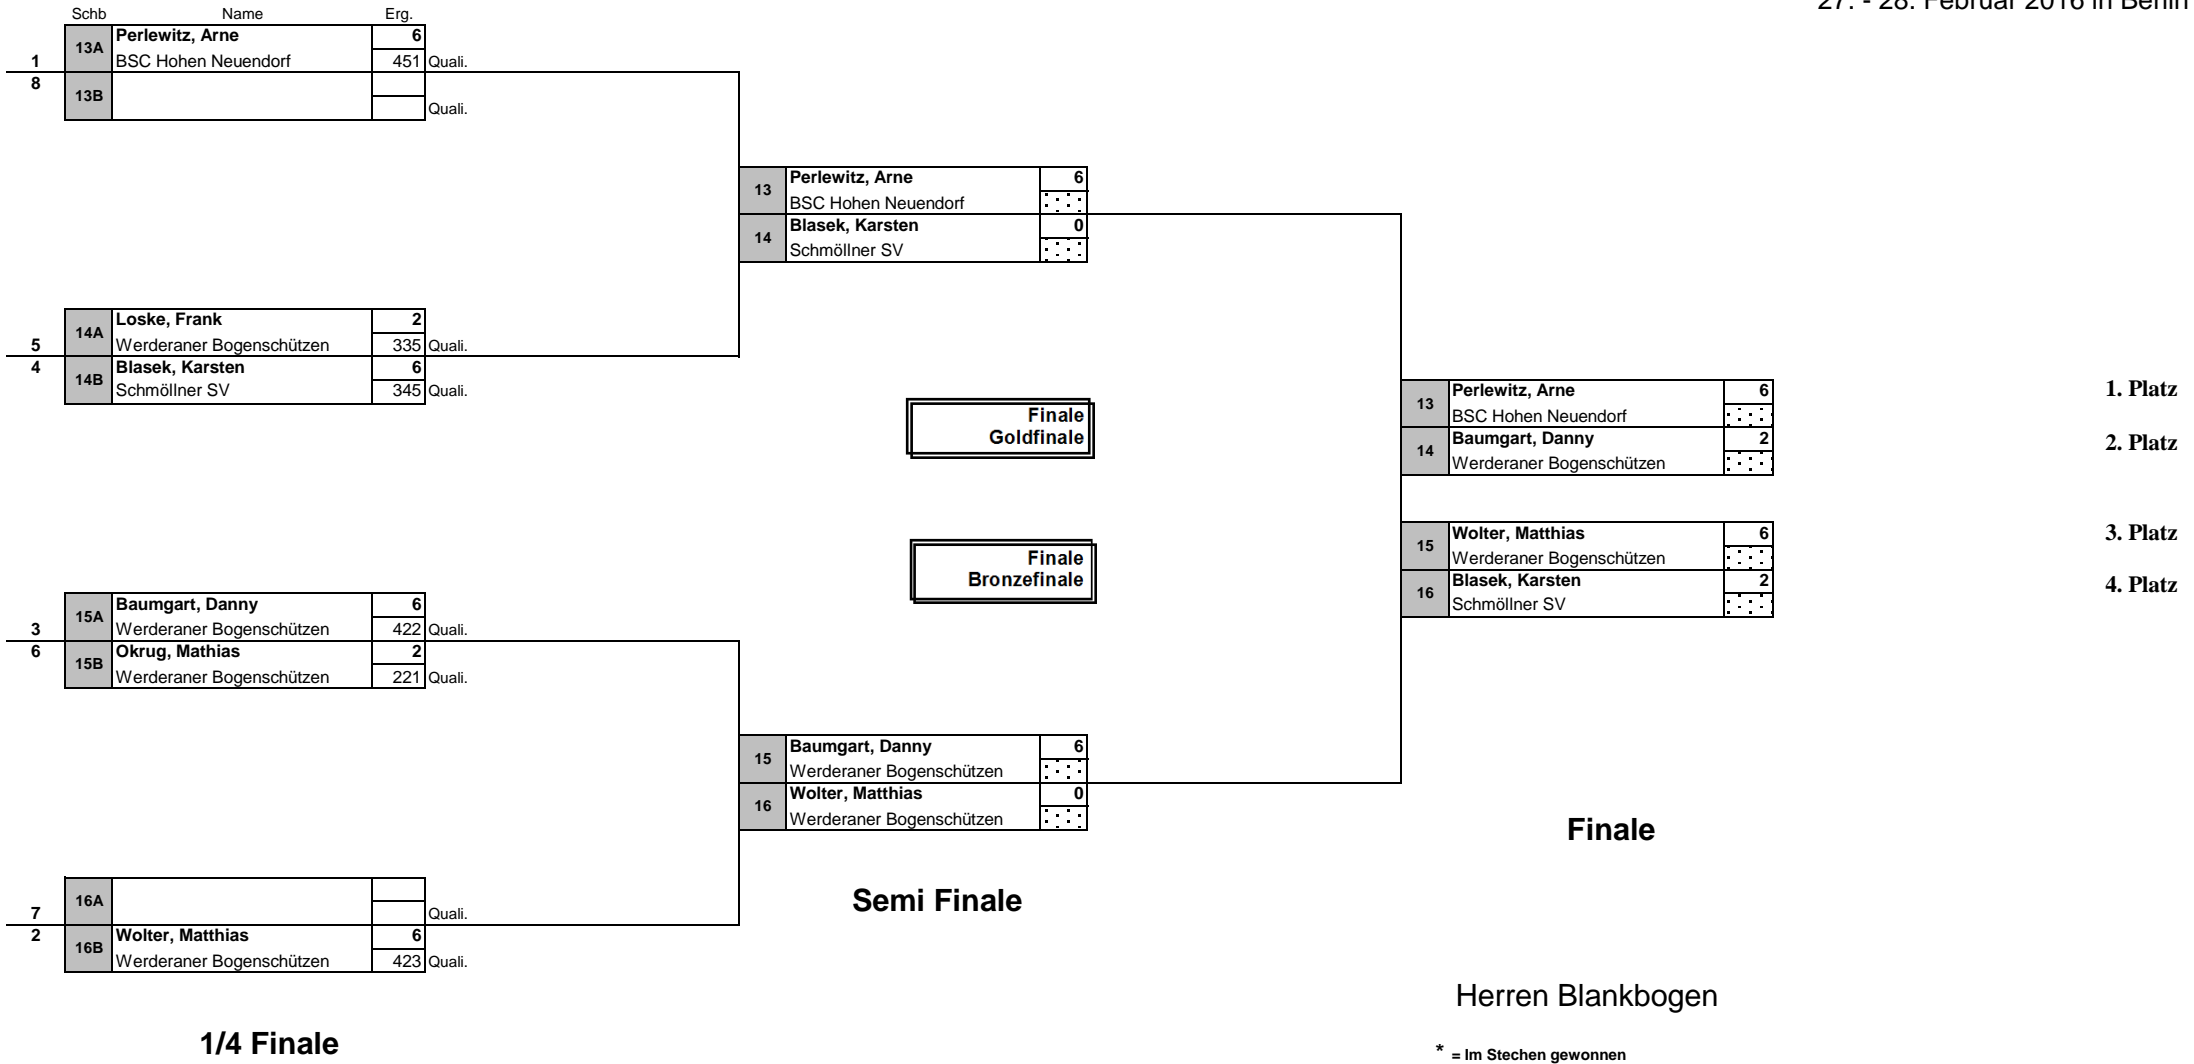 27. - 28. Februar 2016 in
Schb Name Erg.
13A Perlewitz, Arne 6
1 BSC Hohen Neuendorf 451 Quali.
8 13B
Quali.
13 Perlewitz, Arne 6
BSC Hohen Neuendorf
14 Blasek, Karsten 0
Schmöllner SV
14A Loske, Frank 2
5 Werderaner Bogenschützen 335 Quali.
4 14B Blasek, Karsten 6
Schmöllner SV 345 Quali.
Finale
Goldfinale
13 Perlewitz, Arne 6 1. Platz
BSC Hohen Neuendorf
14 Baumgart, Danny 2 2. Platz
Werderaner Bogenschützen
Finale
Bronzefinale
15 Wolter, Matthias 6 3. Platz
Werderaner Bogenschützen
16 Blasek, Karsten 2 4. Platz
Schmöllner SV
15A Baumgart, Danny 6
3 Werderaner Bogenschützen 422 Quali.
6 15B Okrug, Mathias 2
Werderaner Bogenschützen 221 Quali.
15 Baumgart, Danny 6
Werderaner Bogenschützen
16 Wolter, Matthias 0
Werderaner Bogenschützen
Finale
16A
7 Quali.
2 16B Wolter, Matthias 6
Werderaner Bogenschützen 423 Quali.
Semi Finale
Herren Blankbogen
1/4 Finale
* = Im Stechen gewonnen